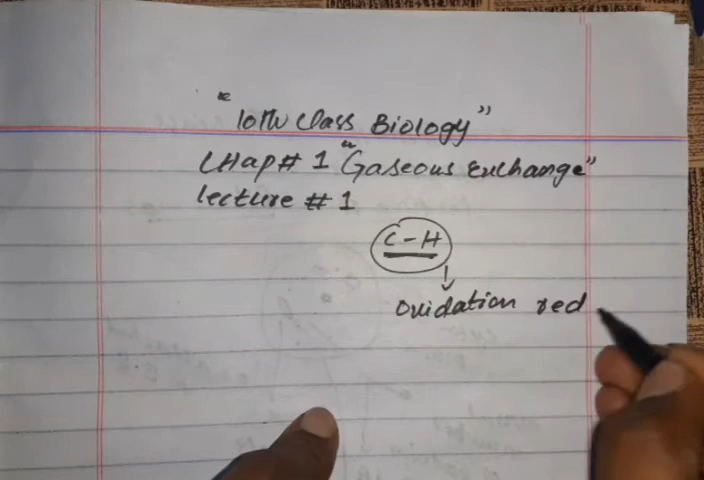 "10th Class Biology"
Chap # 1 "Gaseous Exchange"
lecture # 1
C-H
Oxidation red